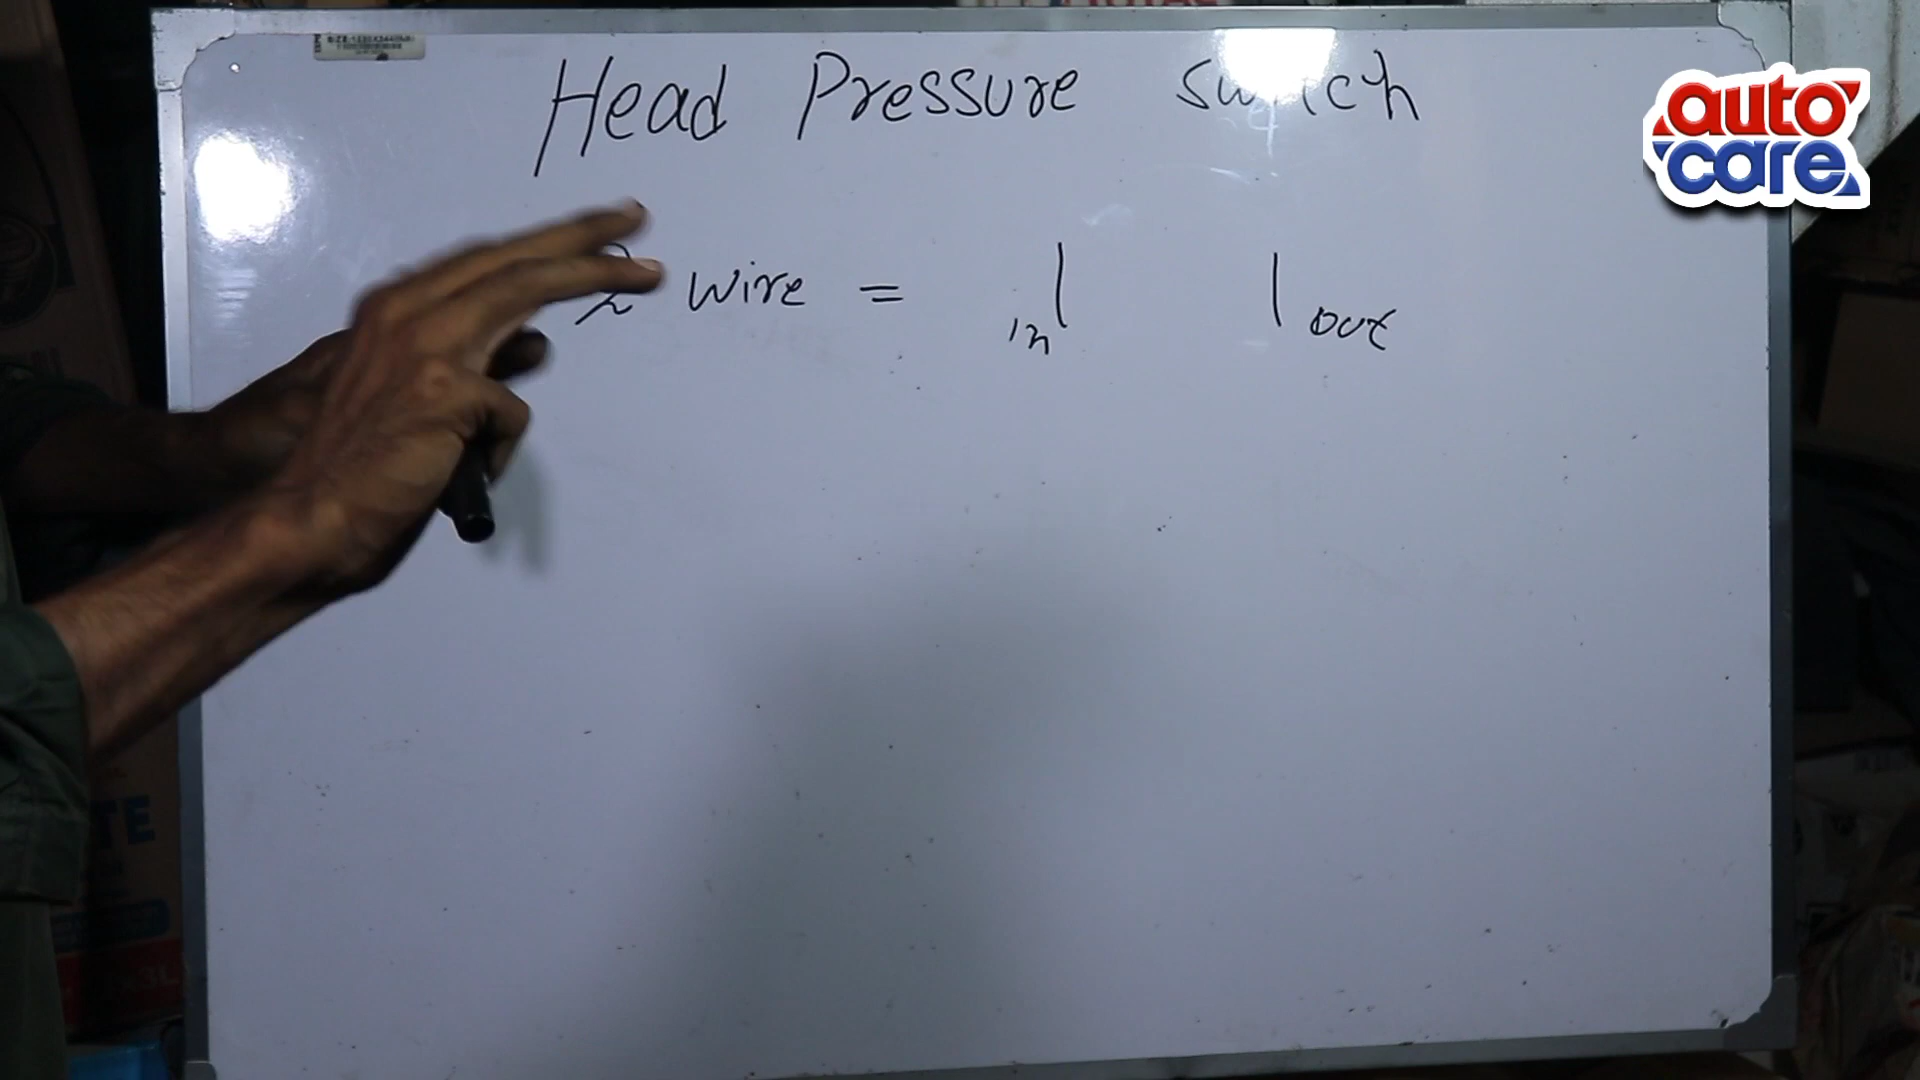 Head Pressure Switch
auto
care
2 wire = in out